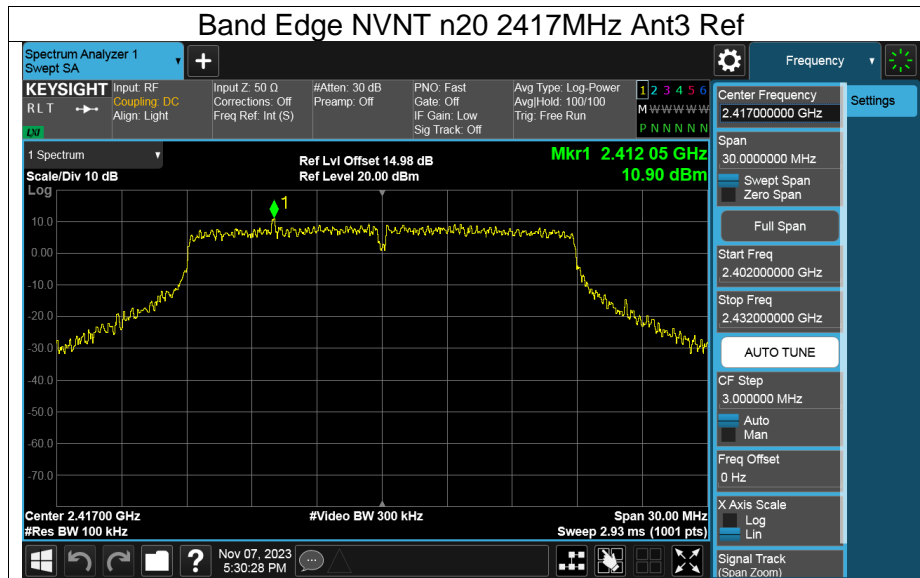 Band Edge NVNT n20 2417MHz Ant3 Ref
Spectrum Analyzer 1
Swept SA
+
Frequency
KEYSIGHT
R L T
LXI
Input: RF
Coupling: DC
Align: Light
Input Z: 50 Ω
Corrections: Off
Freq Ref: Int (S)
#Atten: 30 dB
Preamp: Off
PNO: Fast
Gate: Off
IF Gain: Low
Sig Track: Off
Avg Type: Log-Power
Avg|Hold: 100/100
Trig: Free Run
1 2 3 4 5 6
M W W W W W
P N N N N N
1 Spectrum
Scale/Div 10 dB
Log
Ref Lvl Offset 14.98 dB
Ref Level 20.00 dBm
Mkr1 2.412 05 GHz
10.90 dBm
1
10.0
0.00
-10.0
-20.0
-30.0
-40.0
-50.0
-60.0
-70.0
Center 2.41700 GHz
#Res BW 100 kHz
#Video BW 300 kHz
Span 30.00 MHz
Sweep 2.93 ms (1001 pts)
Center Frequency
2.417000000 GHz
Settings
Span
30.0000000 MHz
Swept Span
Zero Span
Full Span
Start Freq
2.402000000 GHz
Stop Freq
2.432000000 GHz
AUTO TUNE
CF Step
3.000000 MHz
Auto
Man
Freq Offset
0 Hz
X Axis Scale
Log
Lin
Signal Track
(Span Zoom)
?
Nov 07, 2023
5:30:28 PM